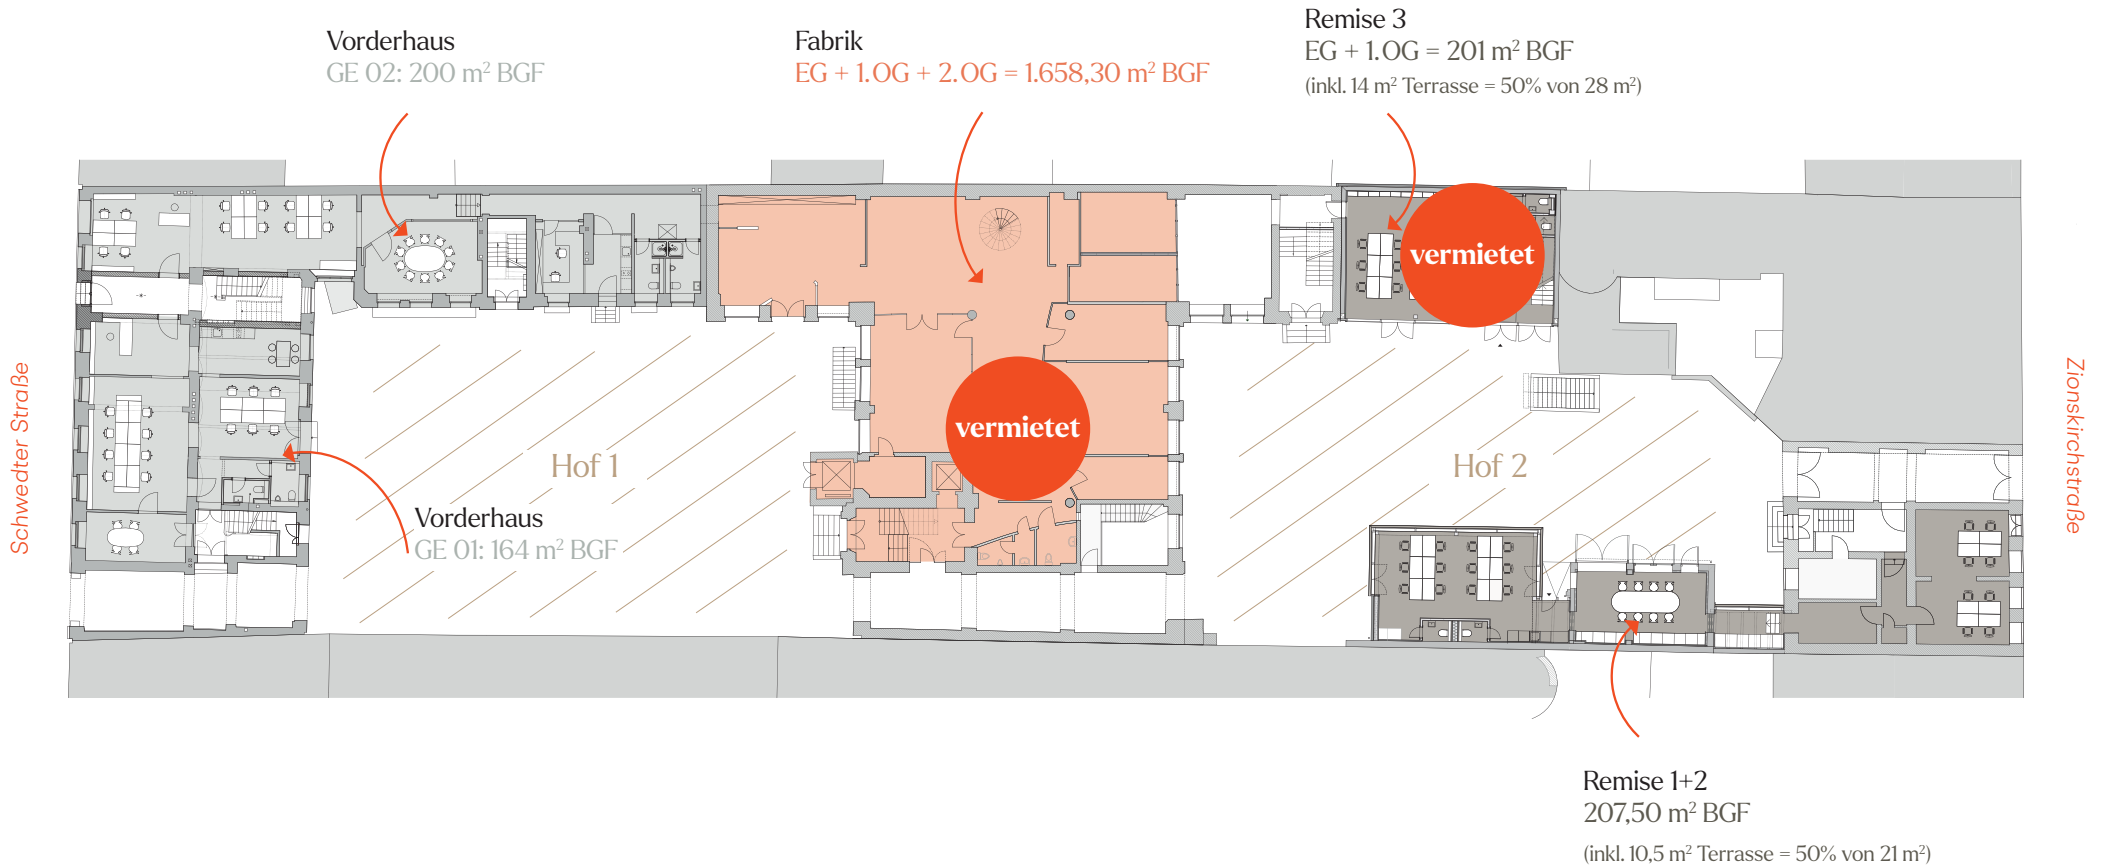 Vorderhaus
GE 02: 200 m² BGF
Fabrik
EG + 1.OG + 2.OG = 1.658,30 m² BGF
Remise 3
EG + 1.OG = 201 m² BGF
(inkl. 14 m² Terrasse = 50% von 28 m²)
vermietet
vermietet
Schwedter Straße
Hof 1
Hof 2
Zionskirchstraße
Vorderhaus
GE 01: 164 m² BGF
Remise 1+2
207,50 m² BGF
(inkl. 10,5 m² Terrasse = 50% von 21 m²)